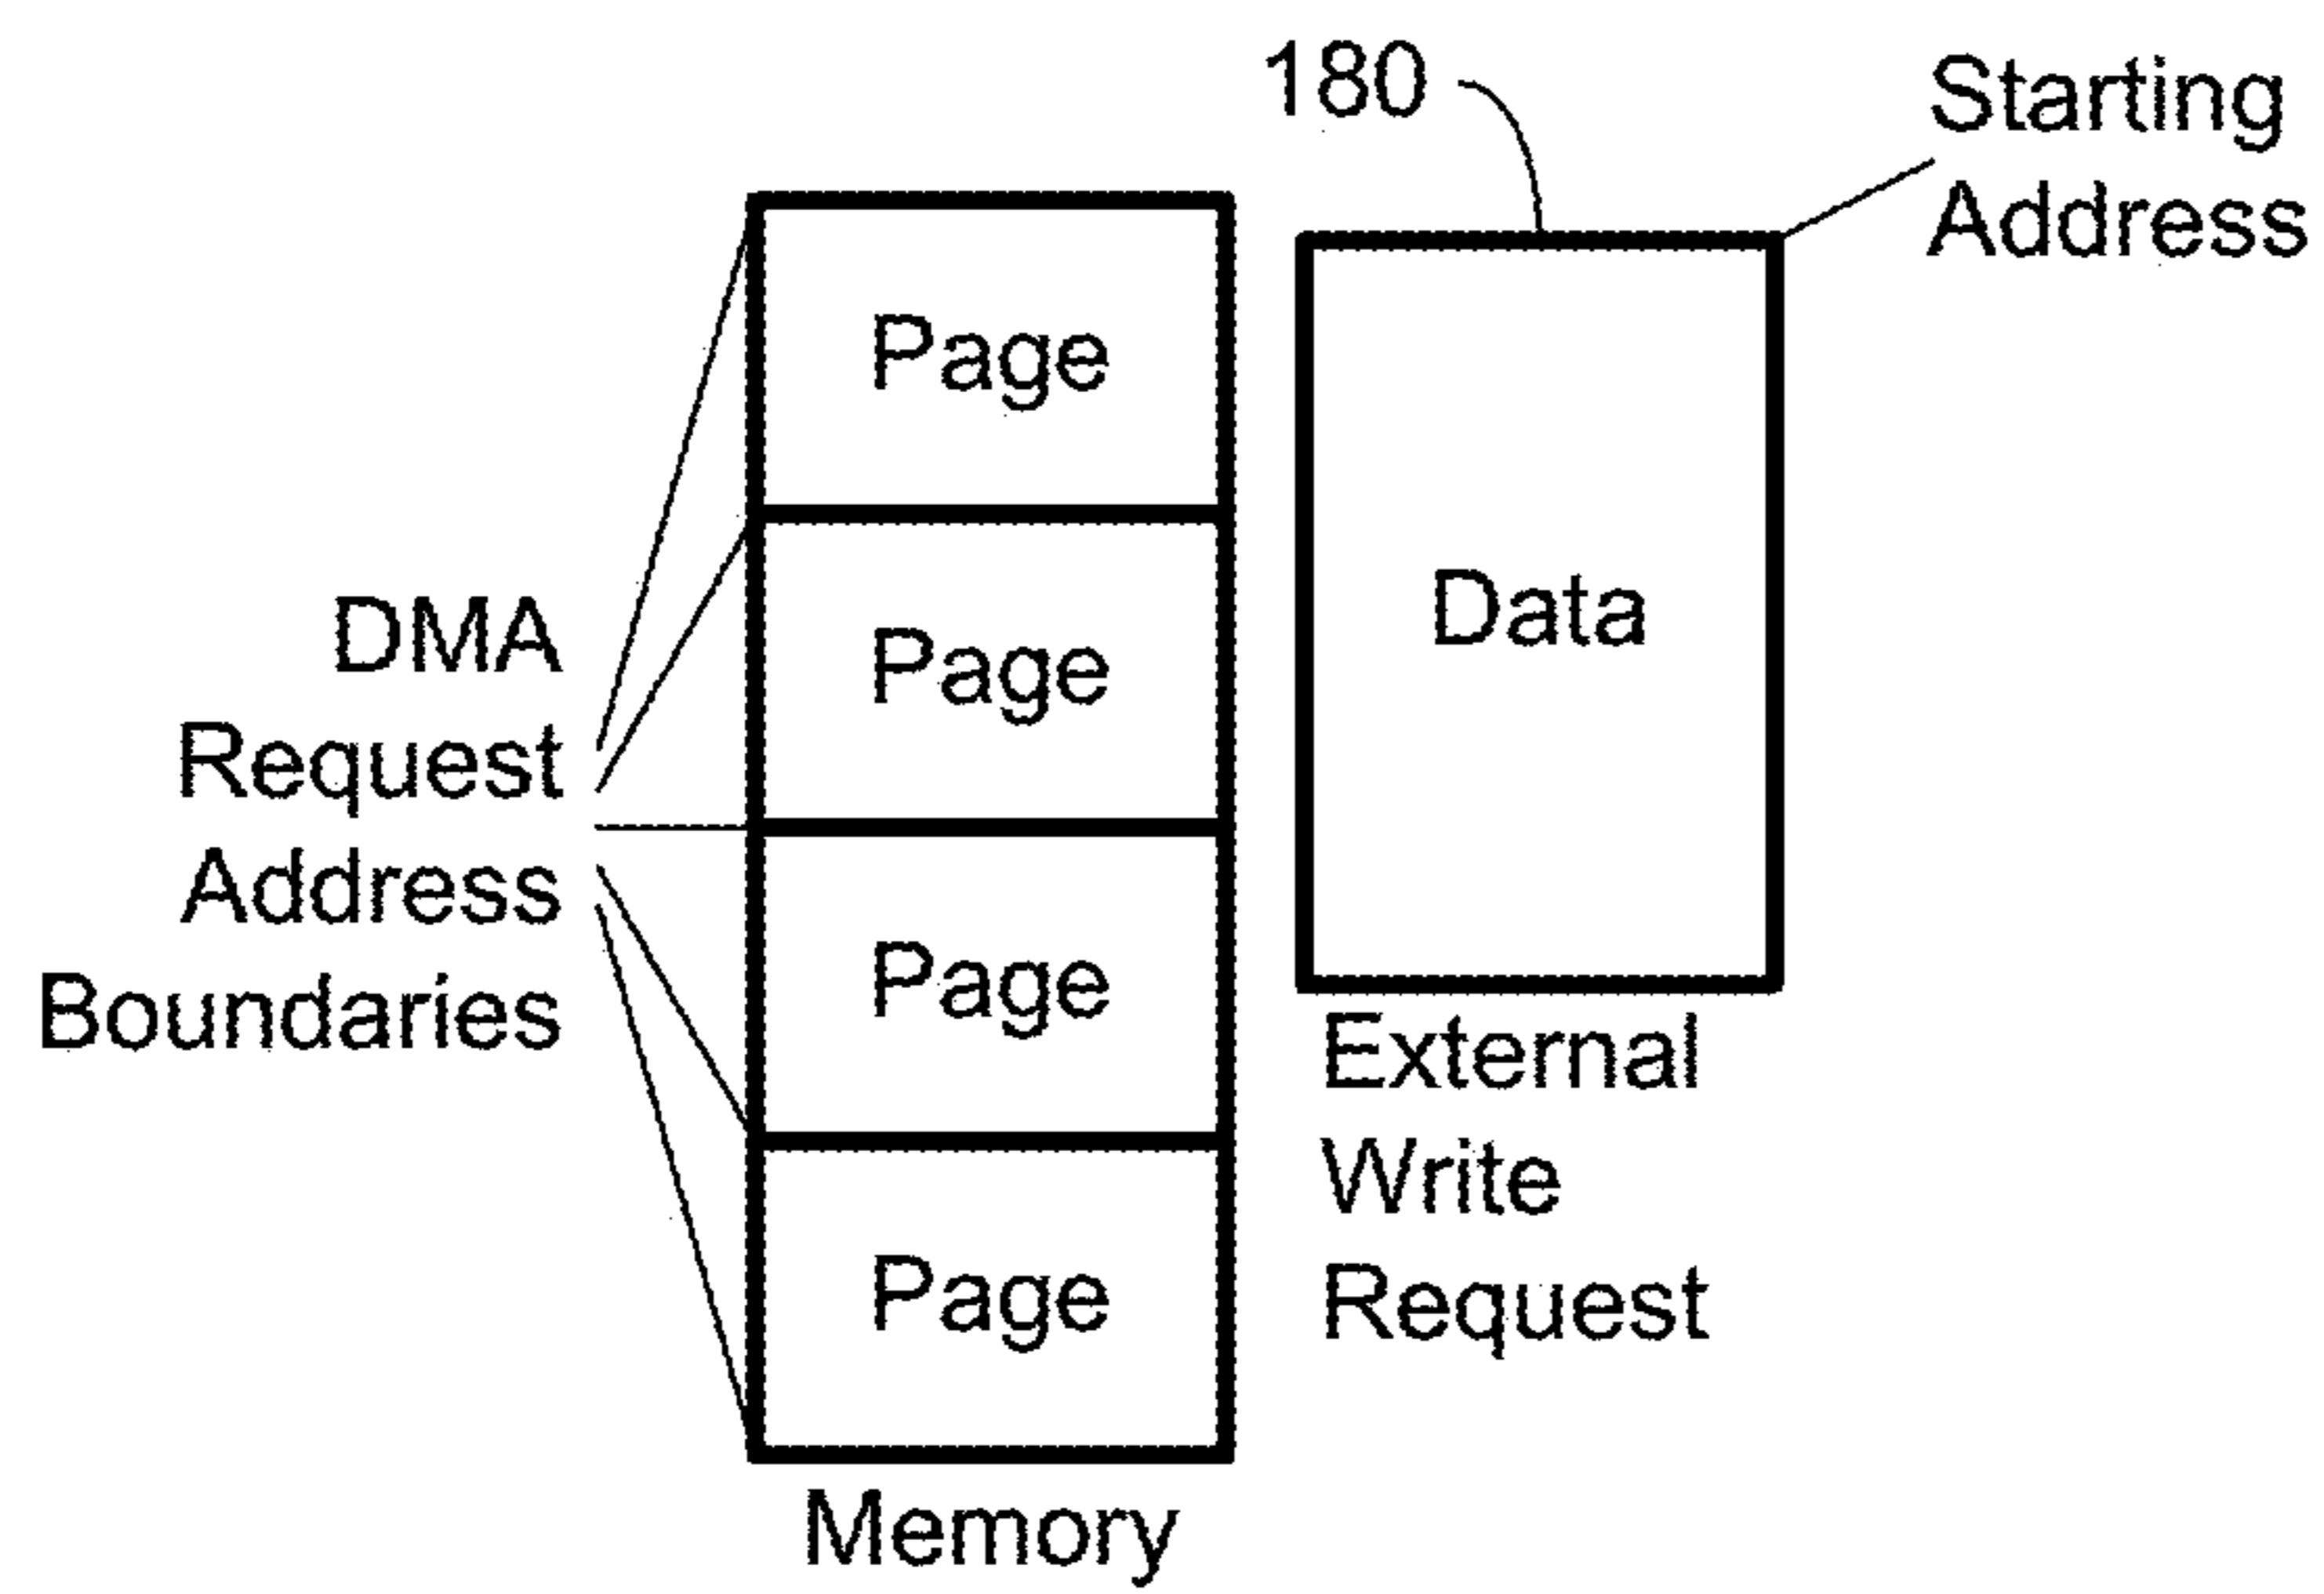 180
Starting
Address
Page
Page
Page
Page
DMA
Request
Address
Boundaries
Data
External
Write
Request
Memory